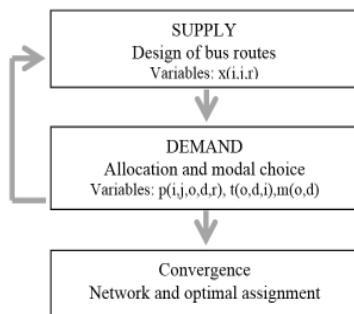 SUPPLY
Design of bus routes
Variables: x(i,i,r)
DEMAND
Allocation and modal choice
Variables: p(i,j,o,d,r), t(o,d,i),m(o,d)
Convergence
Network and optimal assignment